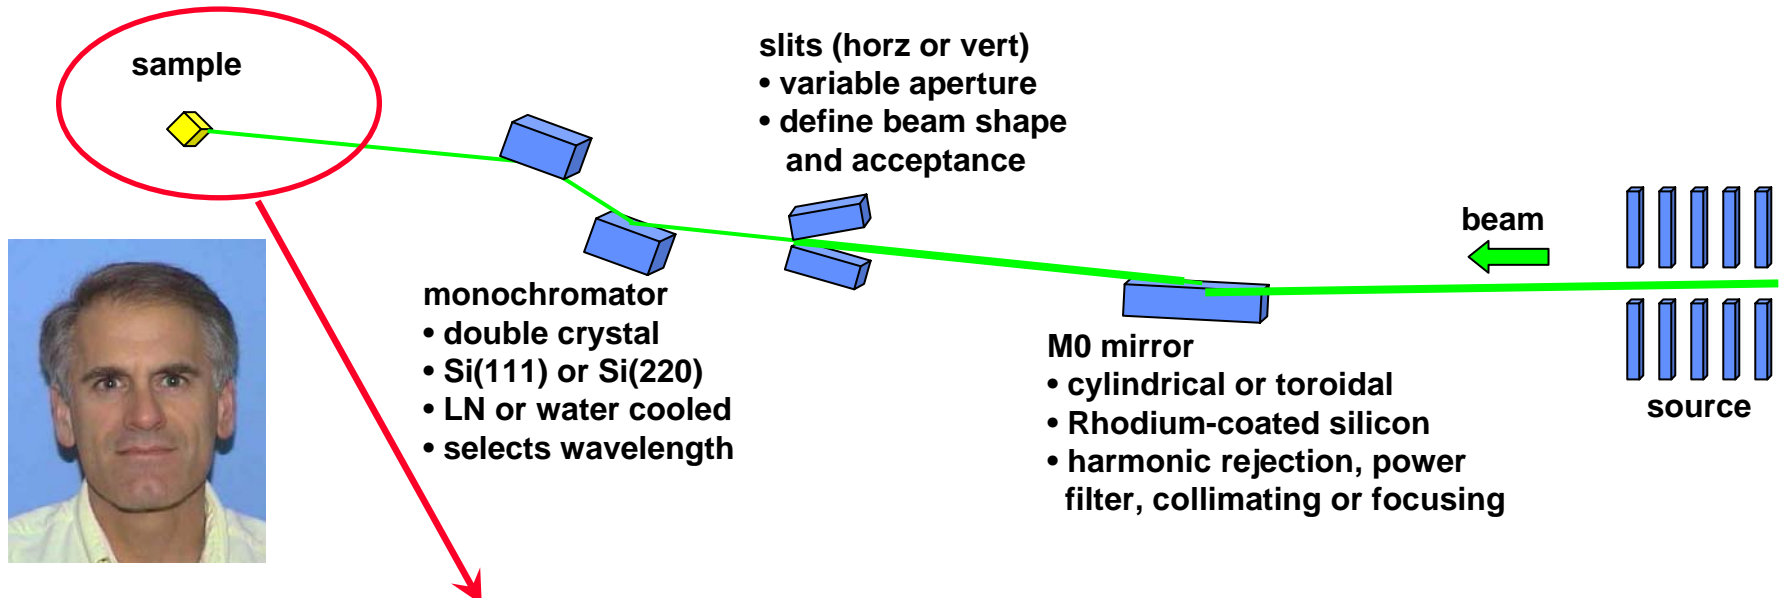 sample
slits (horz or vert)
• variable aperture
• define beam shape
and acceptance
beam
source
monochromator
• double crystal
• Si(111) or Si(220)
• LN or water cooled
• selects wavelength
M0 mirror
• cylindrical or toroidal
• Rhodium-coated silicon
• harmonic rejection, power
filter, collimating or focusing